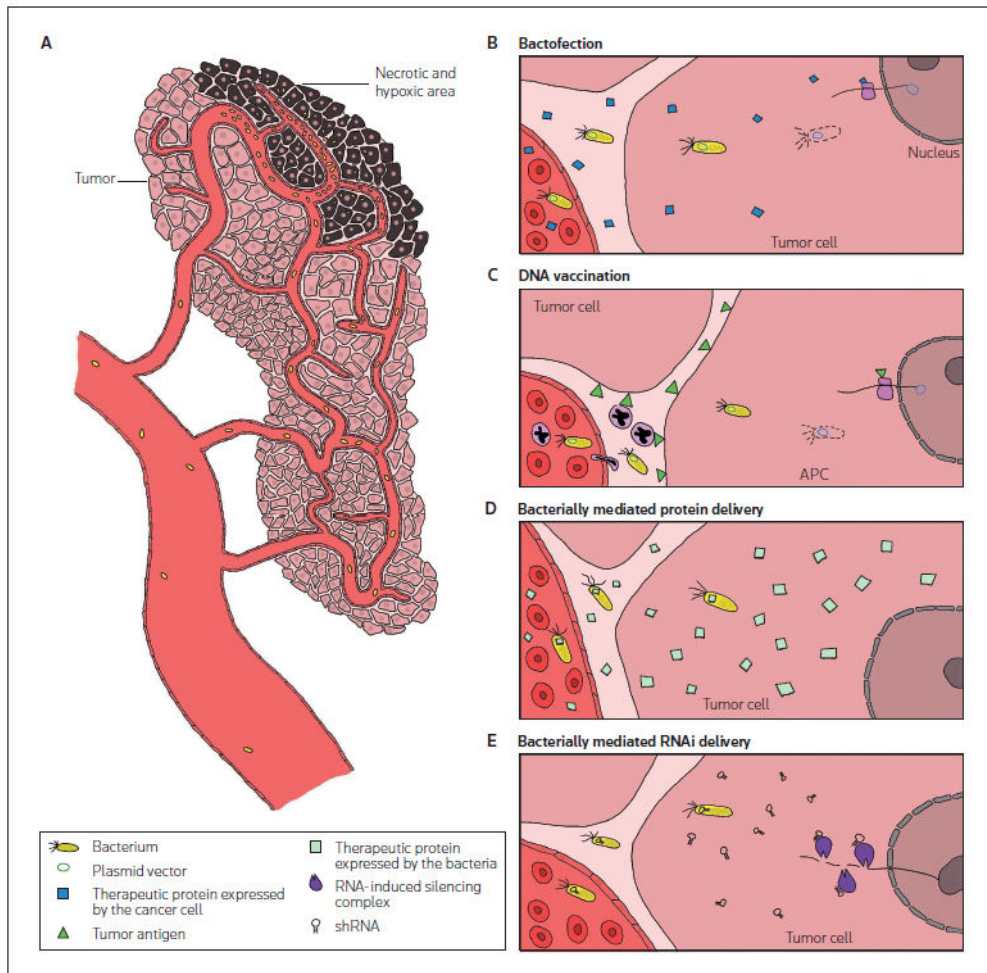 A
Necrotic and
hypoxic area
Tumor
B Bactofection
Nucleus
Tumor cell
C DNA vaccination
Tumor cell
APC
D Bacterially mediated protein delivery
Tumor cell
E Bacterially mediated RNAi delivery
Tumor cell
Bacterium
Plasmid vector
Therapeutic protein expressed
by the cancer cell
Tumor antigen
Therapeutic protein
expressed by the bacteria
RNA-induced silencing
complex
shRNA